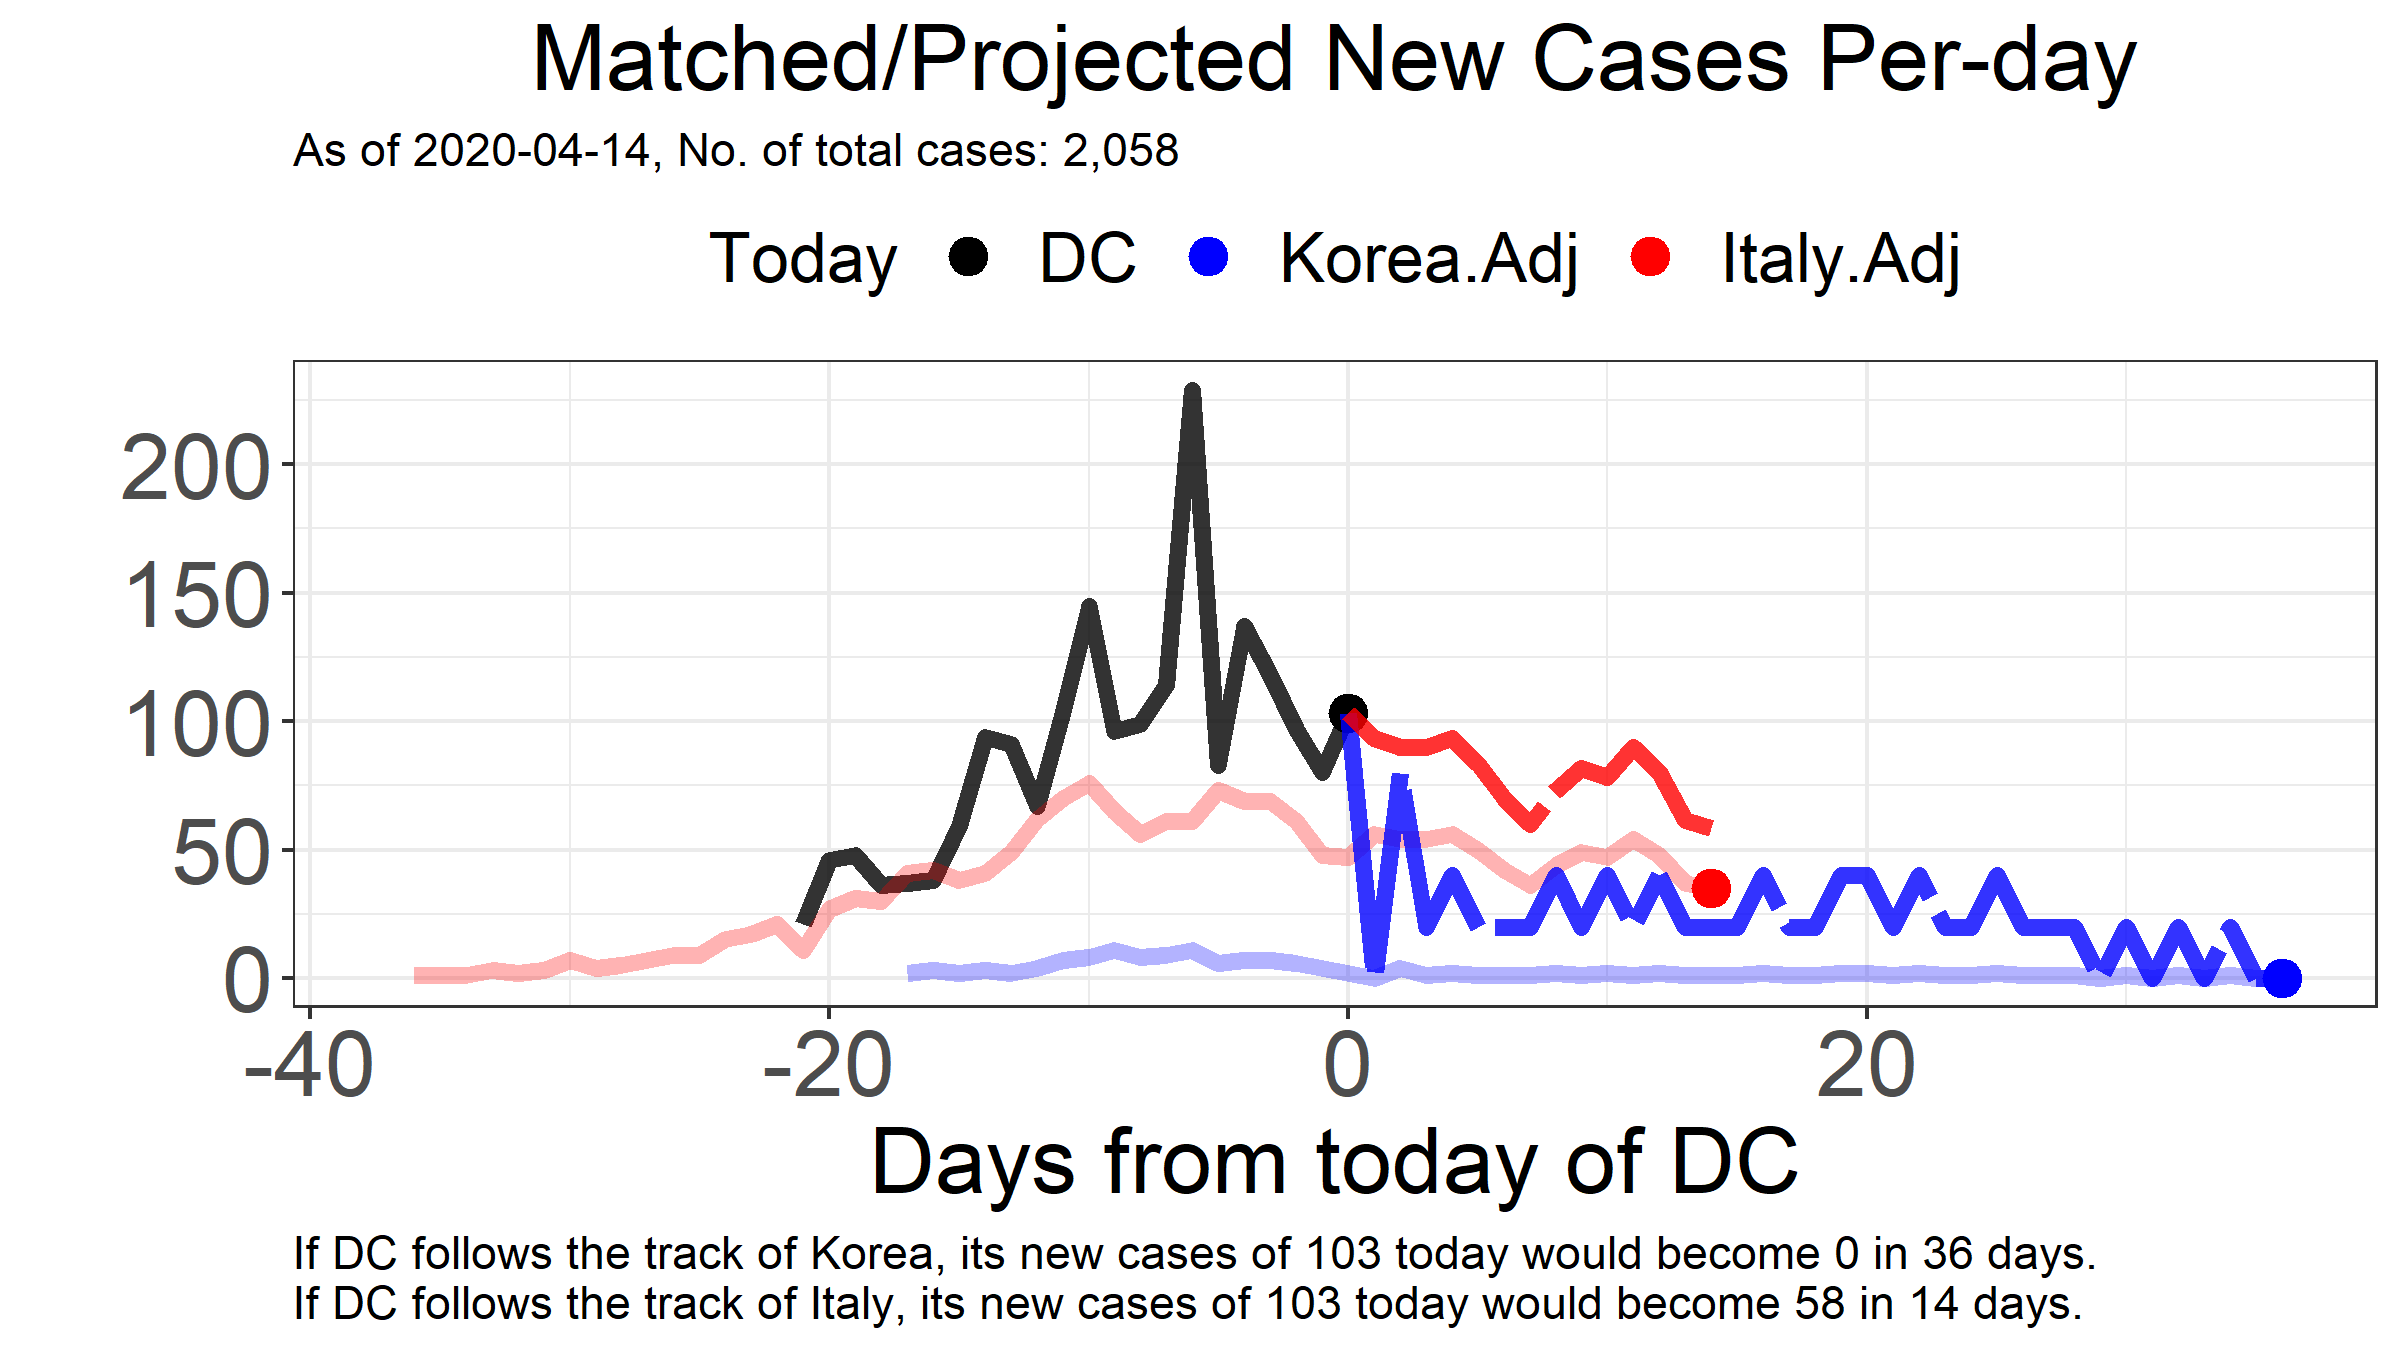 Matched/Projected New Cases Per-day
As of 2020-04-14, No. of total cases: 2,058
Today DC Korea.Adj Italy.Adj
200
150
100
50
0
-40 -20 0 20
Days from today of DC
If DC follows the track of Korea, its new cases of 103 today would become 0 in 36 days.
If DC follows the track of Italy, its new cases of 103 today would become 58 in 14 days.